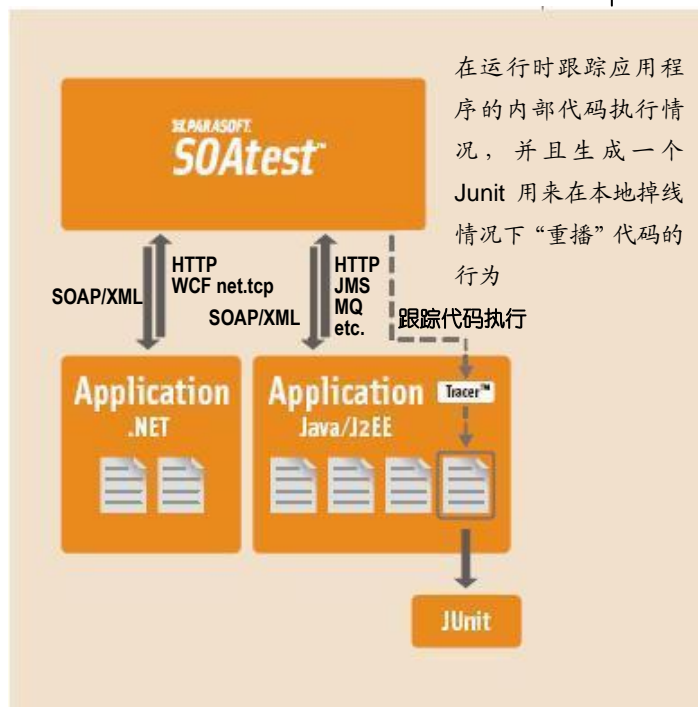 在运行时跟踪应用程
序的内部代码执行情
况，并且生成一个
Junit 用来在本地掉线
情况下“重播”代码的
行为
PARASOFT.
SOAtest™
SOAP/XML
HTTP
WCF net.tcp
SOAP/XML
HTTP
JMS
MQ
etc.
跟踪代码执行
Application
.NET
Application
Java/J2EE
Tracer™
JUnit